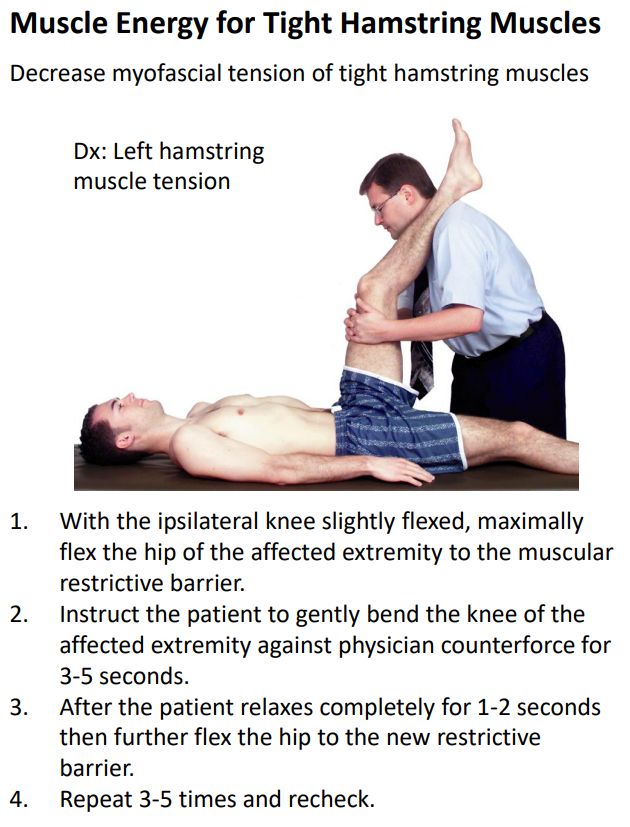 Muscle Energy for Tight Hamstring Muscles
Decrease myofascial tension of tight hamstring muscles
Dx: Left hamstring
muscle tension
1. With the ipsilateral knee slightly flexed, maximally
flex the hip of the affected extremity to the muscular
restrictive barrier.
2. Instruct the patient to gently bend the knee of the
affected extremity against physician counterforce for
3-5 seconds.
3. After the patient relaxes completely for 1-2 seconds
then further flex the hip to the new restrictive
barrier.
4. Repeat 3-5 times and recheck.